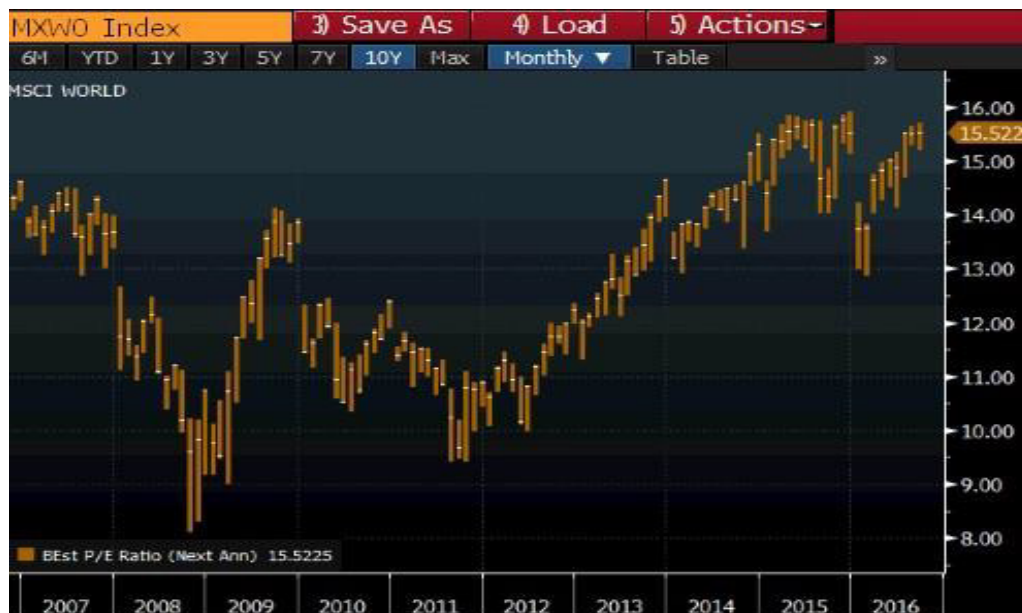 MXWO Index 3) Save As 4) Load 5) Actions
6M YTD 1Y 3Y 5Y 7Y 10Y Max Monthly ▼ Table »
MSCI WORLD
16.00
15.522
15.00
14.00
13.00
12.00
11.00
10.00
9.00
8.00
BEst P/E Ratio (Next Ann) 15.5225
2007 2008 2009 2010 2011 2012 2013 2014 2015 2016